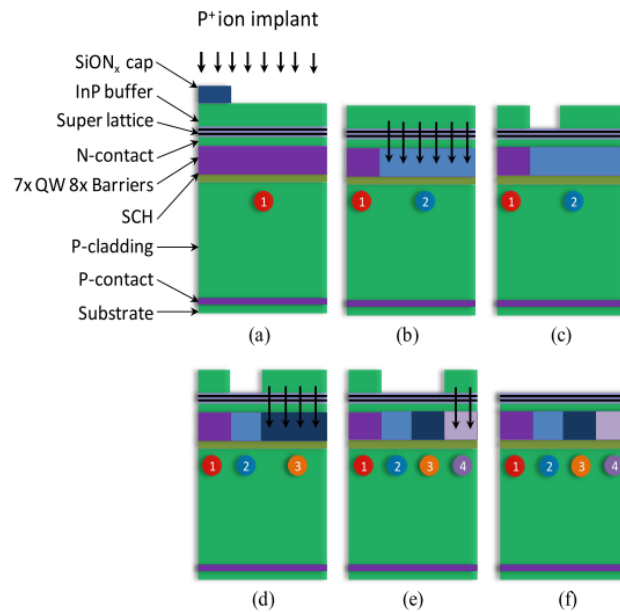 P⁺ ion implant
SiONₓ cap
InP buffer
Super lattice
N-contact
7x QW 8x Barriers
SCH
P-cladding
P-contact
Substrate
1
(a)
1 2
(b)
1 2
(c)
1 2 3
(d)
1 2 3 4
(e)
1 2 3 4
(f)